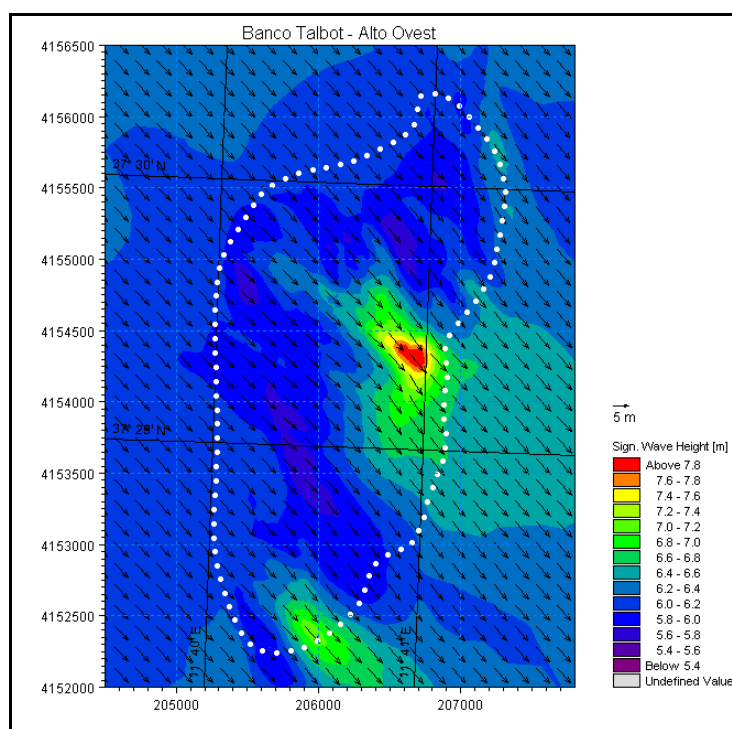 Banco Talbot - Alto Ovest
4156500
4156000
4155500
4155000
4154500
4154000
4153500
4153000
4152500
4152000
37° 30' N
37° 29' N
11° 40' E
11° 41' E
205000
206000
207000
5 m
Sign. Wave Height [m]
Above 7.8
7.6 - 7.8
7.4 - 7.6
7.2 - 7.4
7.0 - 7.2
6.8 - 7.0
6.6 - 6.8
6.4 - 6.6
6.2 - 6.4
6.0 - 6.2
5.8 - 6.0
5.6 - 5.8
5.4 - 5.6
Below 5.4
Undefined Value